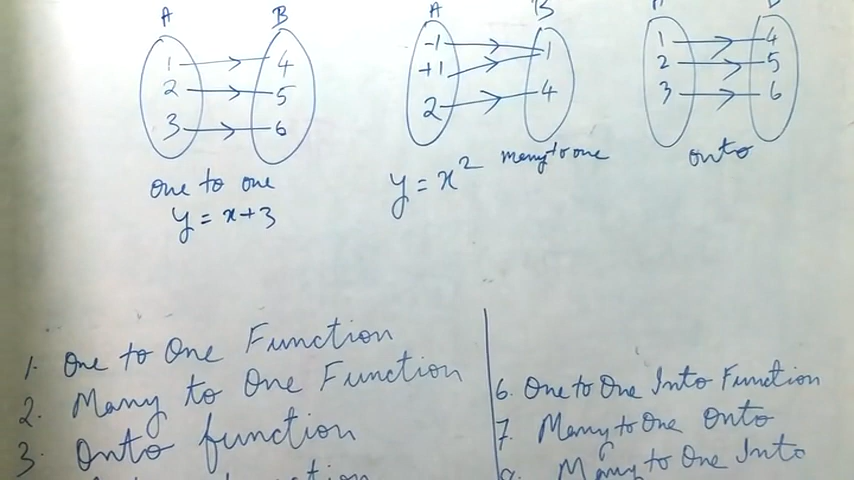 A B
1 4
2 5
3 6
one to one
y = x+3
A B
-1 1
+1
2 4
y = x² many to one
1 4
2 5
3 6
onto
1. One to One Function
2. Many to One Function
3. Onto function
6. One to One Into Function
7. Many to One Onto
Many to One Into